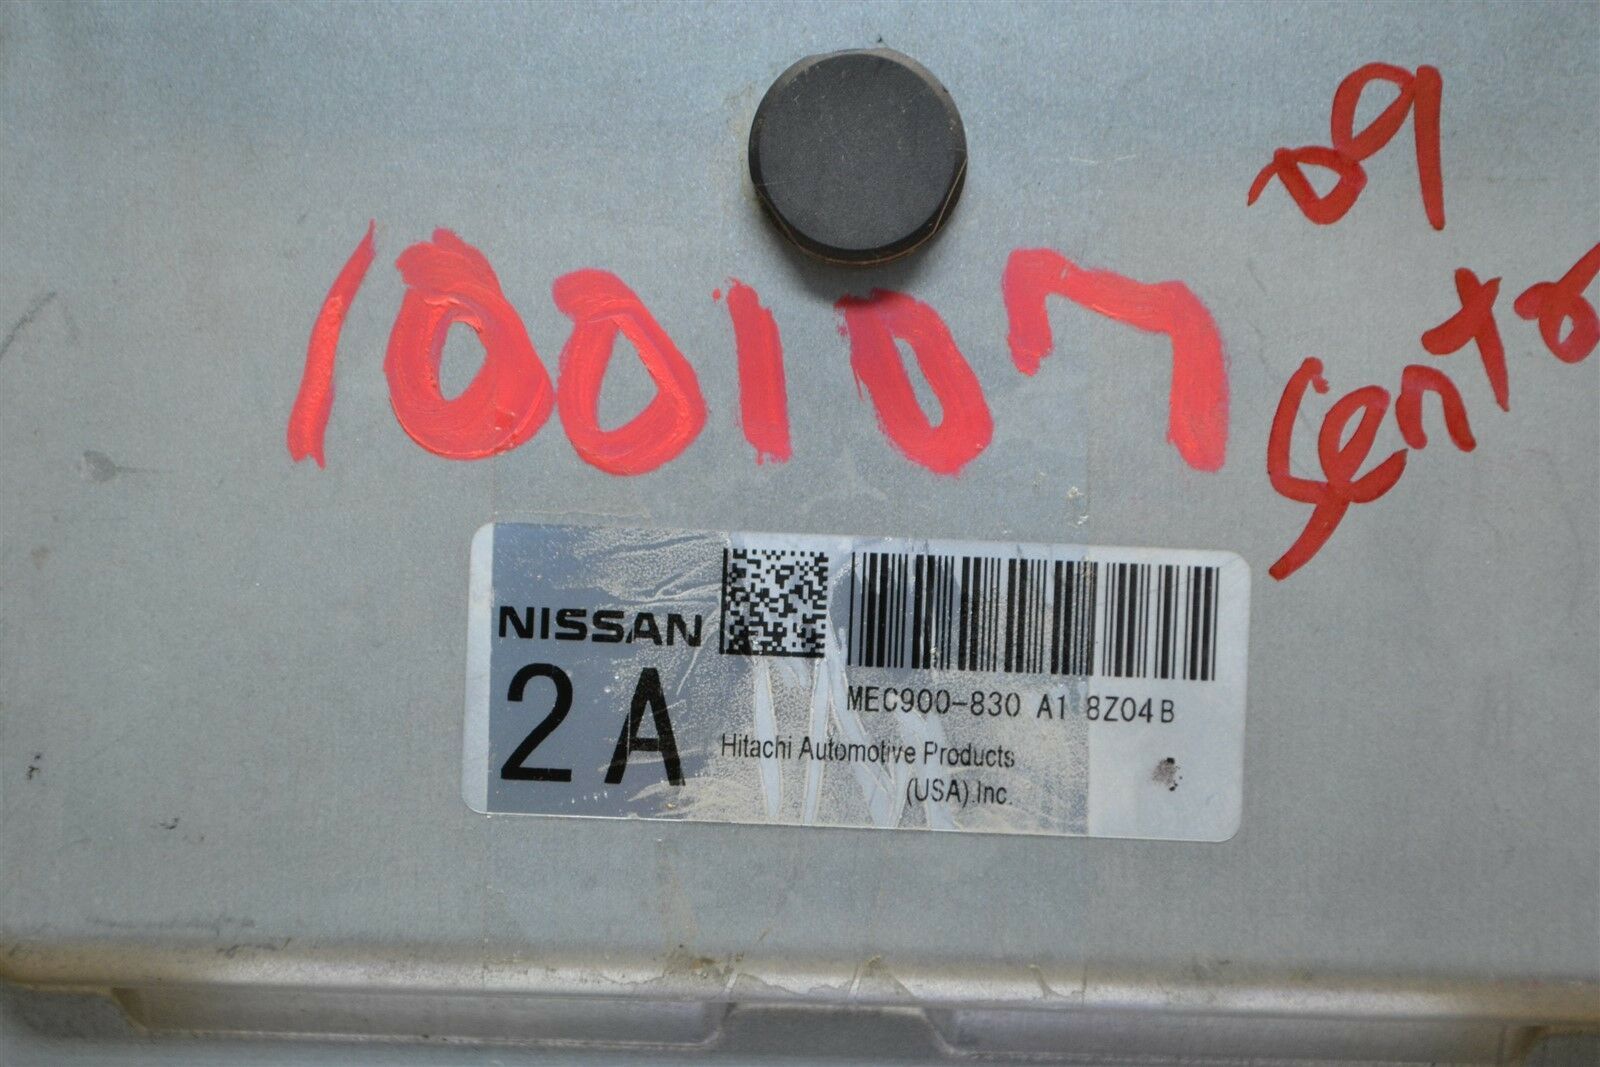 09
Sentra
100107
NISSAN
2A
MEC900-830 A1 8Z04B
Hitachi Automotive Products
(USA).Inc.